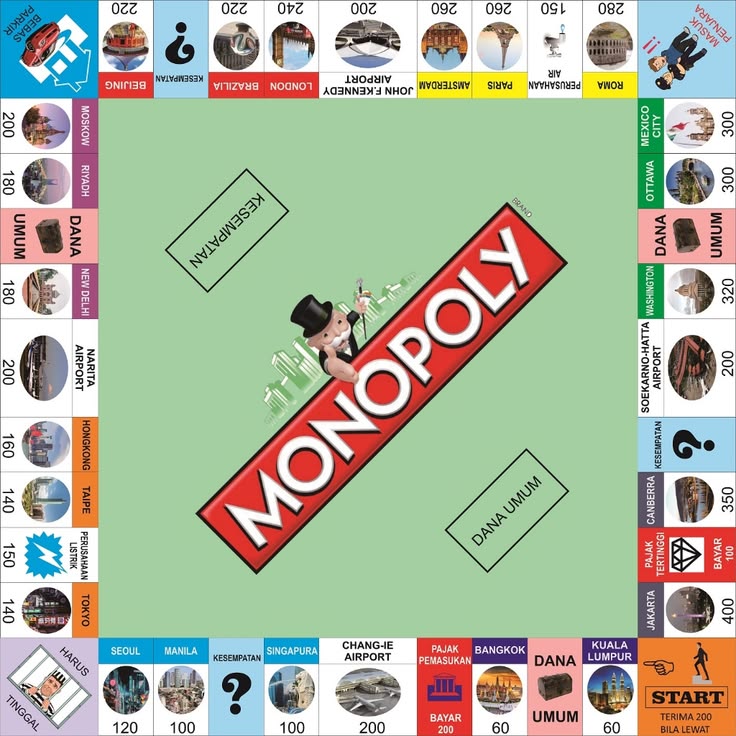 BEBAS
PARKIR
220
BEIJING
?
KESEMPATAN
220
BRAZILIA
240
LONDON
200
JOHN F.KENNEDY
AIRPORT
260
AMSTERDAM
260
PARIS
150
PERUSAHAAN
AIR
280
ROMA
MASUK
PENJARA
!!
MOSKOW
200
RIYADH
180
DANA
UMUM
NEW DELHI
180
NARITA
AIRPORT
200
HONGKONG
160
TAIPE
140
PERUSAHAAN
LISTRIK
150
TOKYO
140
MEXICO
CITY
300
OTTAWA
300
DANA
UMUM
WASHINGTON
320
SOEKARNO-HATTA
AIRPORT
200
KESEMPATAN
?
CANBERRA
350
PAJAK
TERTINGGI
BAYAR
100
JAKARTA
400
KESEMPATAN
BRAND
MONOPOLY
DANA UMUM
HARUS
TINGGAL
SEOUL
120
MANILA
100
KESEMPATAN
?
SINGAPURA
100
CHANG-IE
AIRPORT
200
PAJAK
PEMASUKAN
BAYAR
200
BANGKOK
60
DANA
UMUM
KUALA
LUMPUR
60
START
TERIMA 200
BILA LEWAT